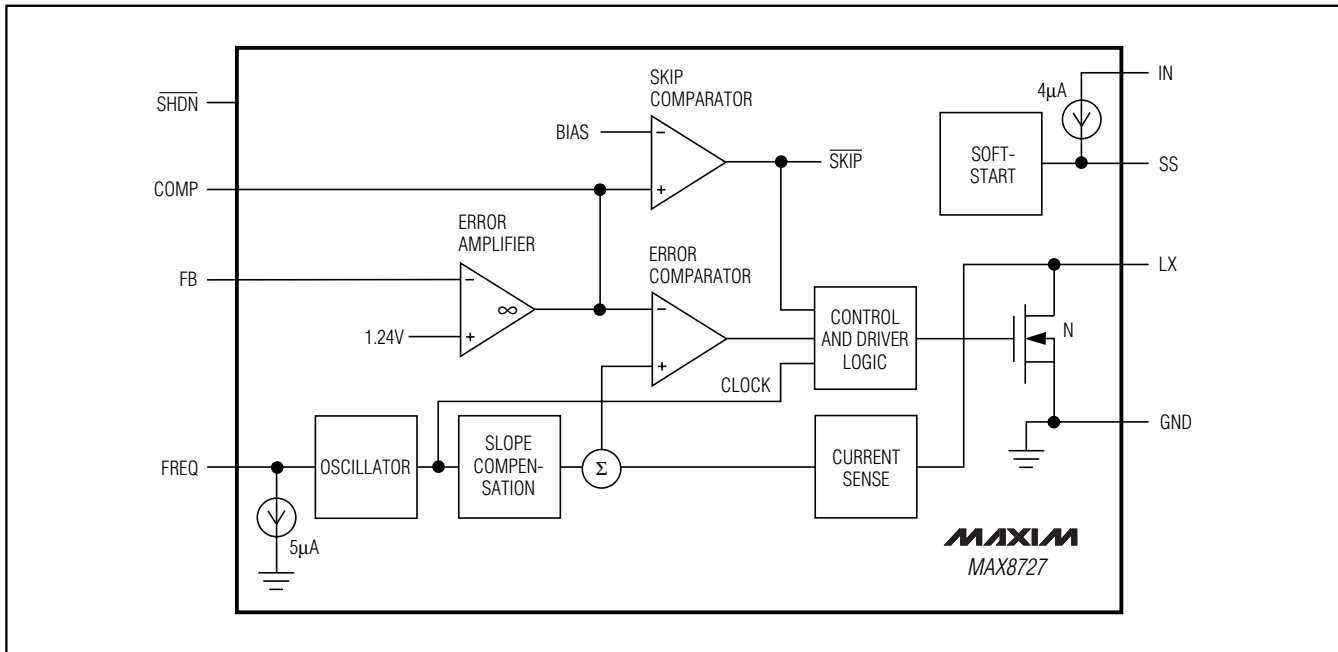 SHDN
COMP
FB
FREQ
5µA
BIAS
SKIP
COMPARATOR
−
+
SKIP
ERROR
AMPLIFIER
−
∞
+
1.24V
ERROR
COMPARATOR
−
+
CLOCK
OSCILLATOR
SLOPE
COMPEN-
SATION
Σ
CONTROL
AND DRIVER
LOGIC
CURRENT
SENSE
SOFT-
START
4µA
IN
SS
LX
N
GND
MAXIM
MAX8727